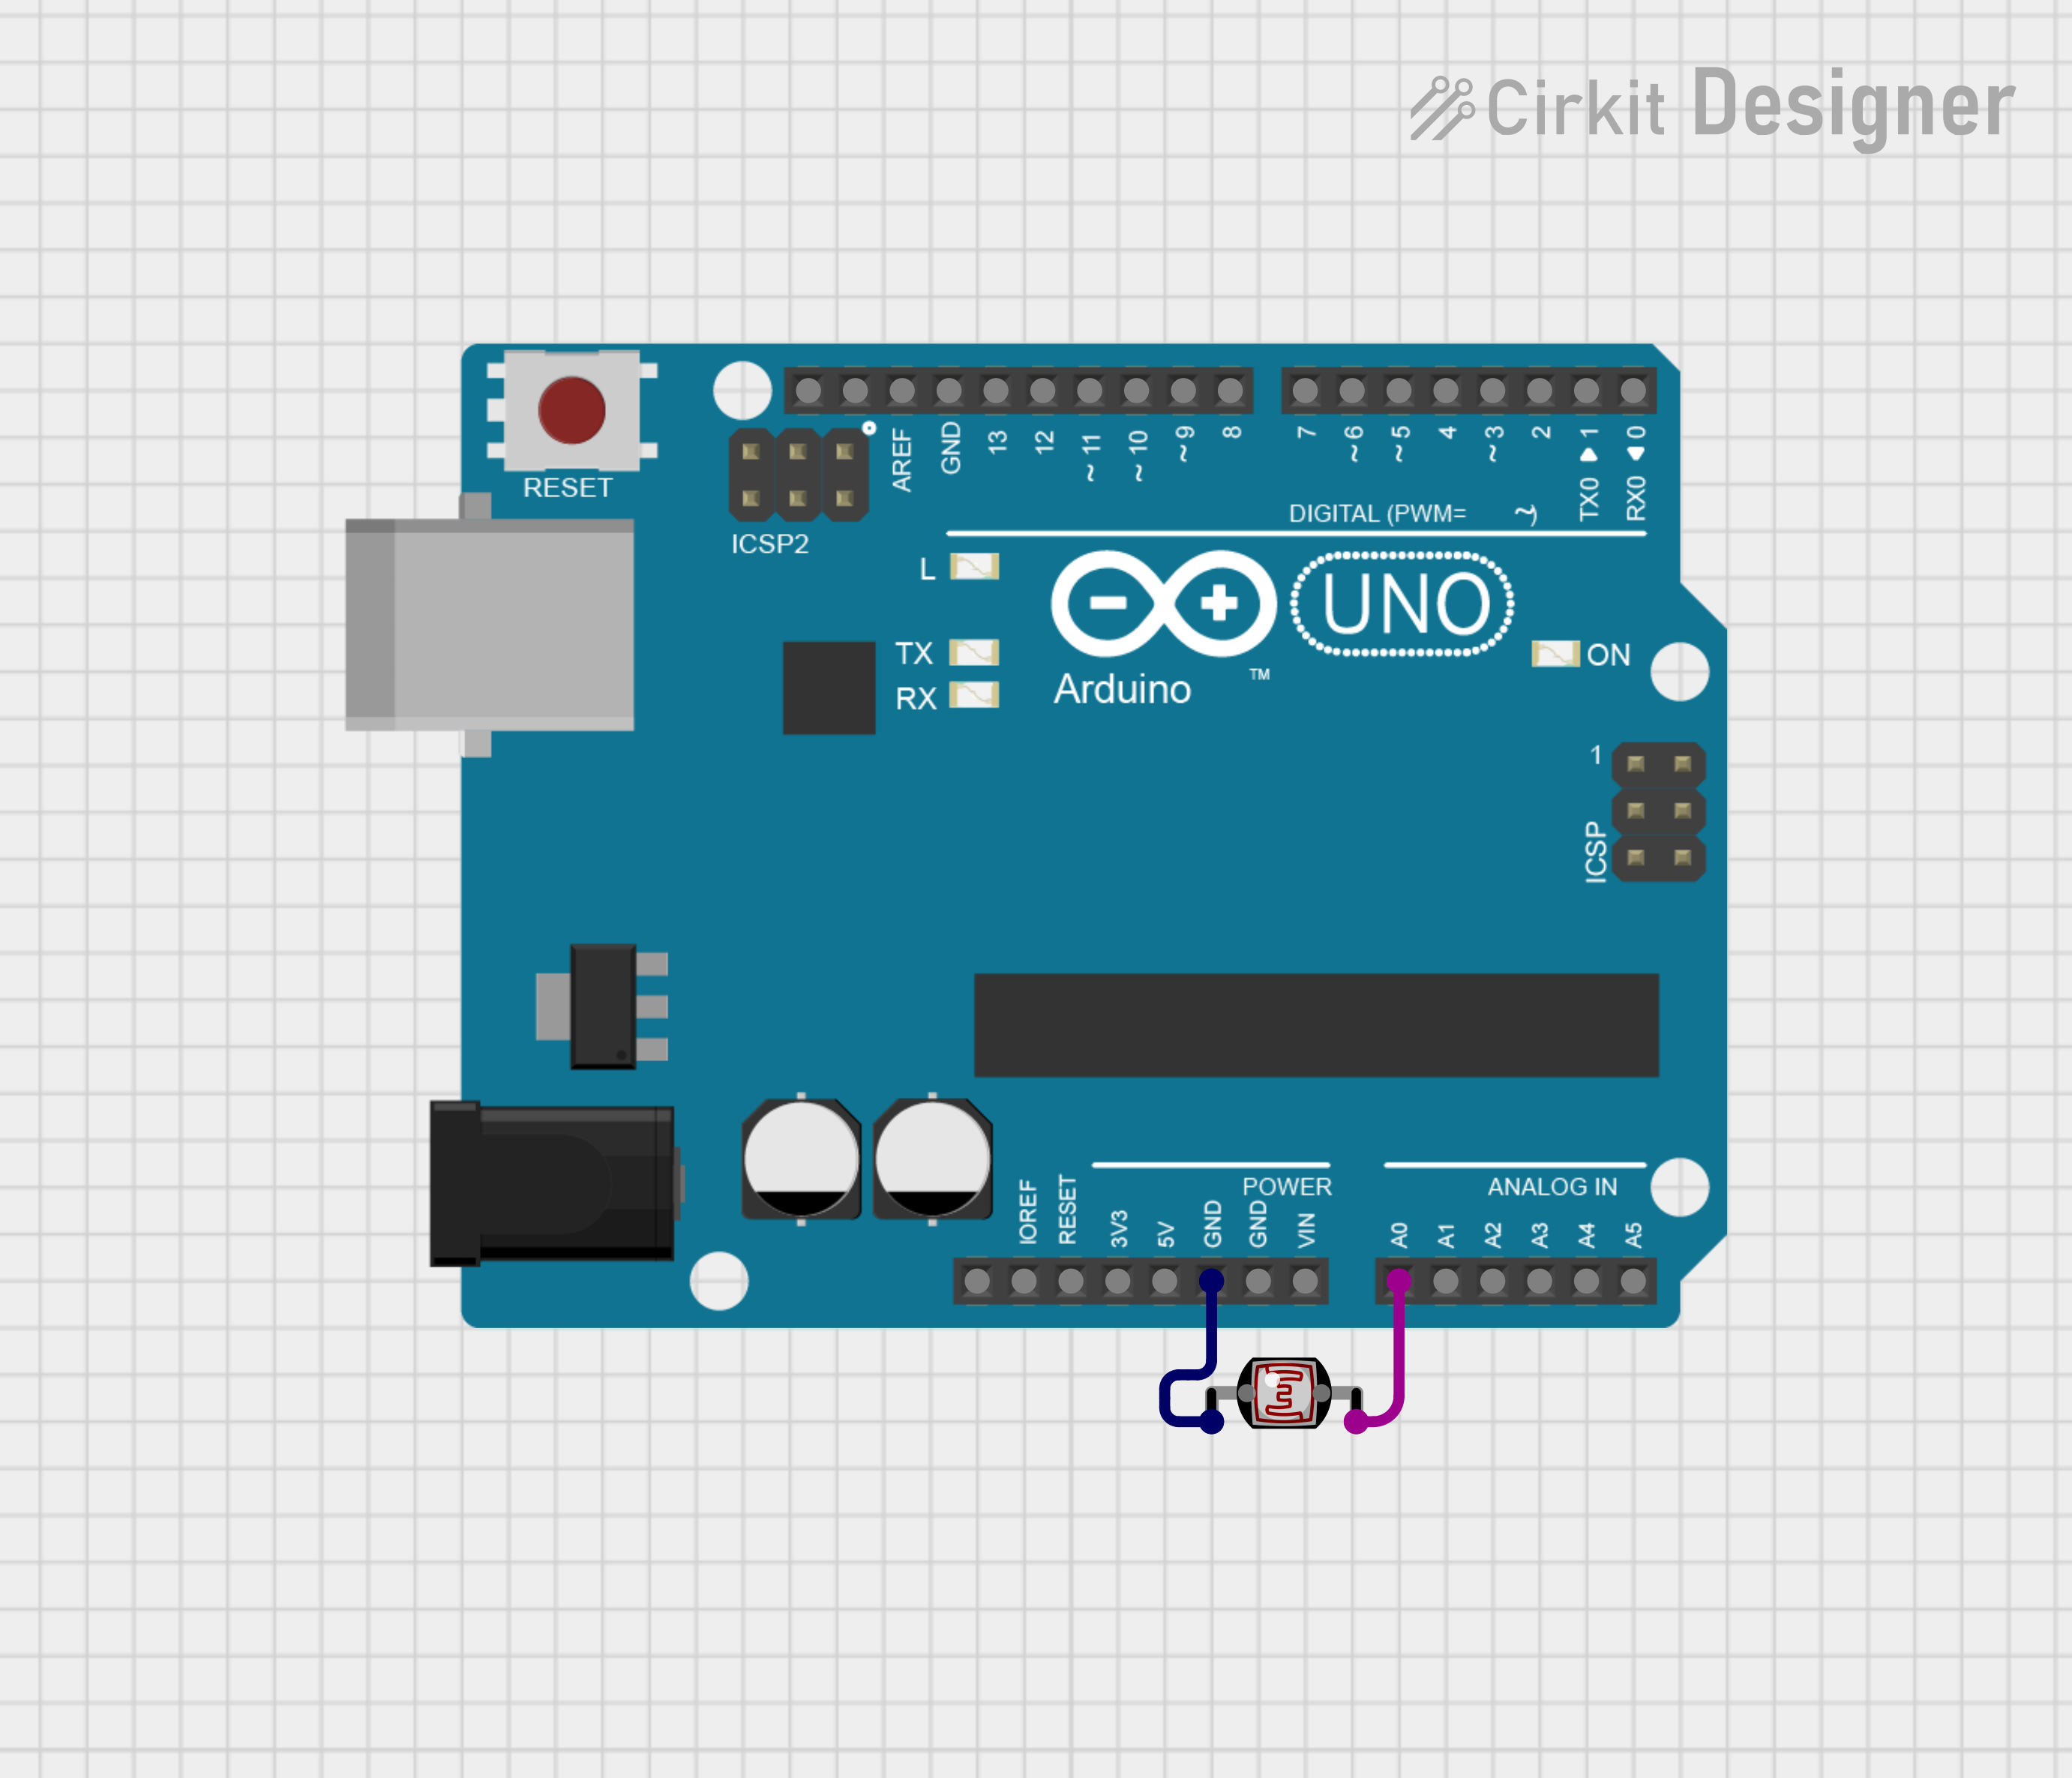 Cirkit Designer
RESET
ICSP2
AREF
GND
13
12
~11
~10
~9
8
7
~6
~5
4
~3
2
TX0 ▶ 1
RX0 ◀ 0
DIGITAL (PWM= ~)
L
TX
RX
Arduino
TM
UNO
ON
1
ICSP
POWER
ANALOG IN
IOREF
RESET
3V3
5V
GND
GND
VIN
A0
A1
A2
A3
A4
A5